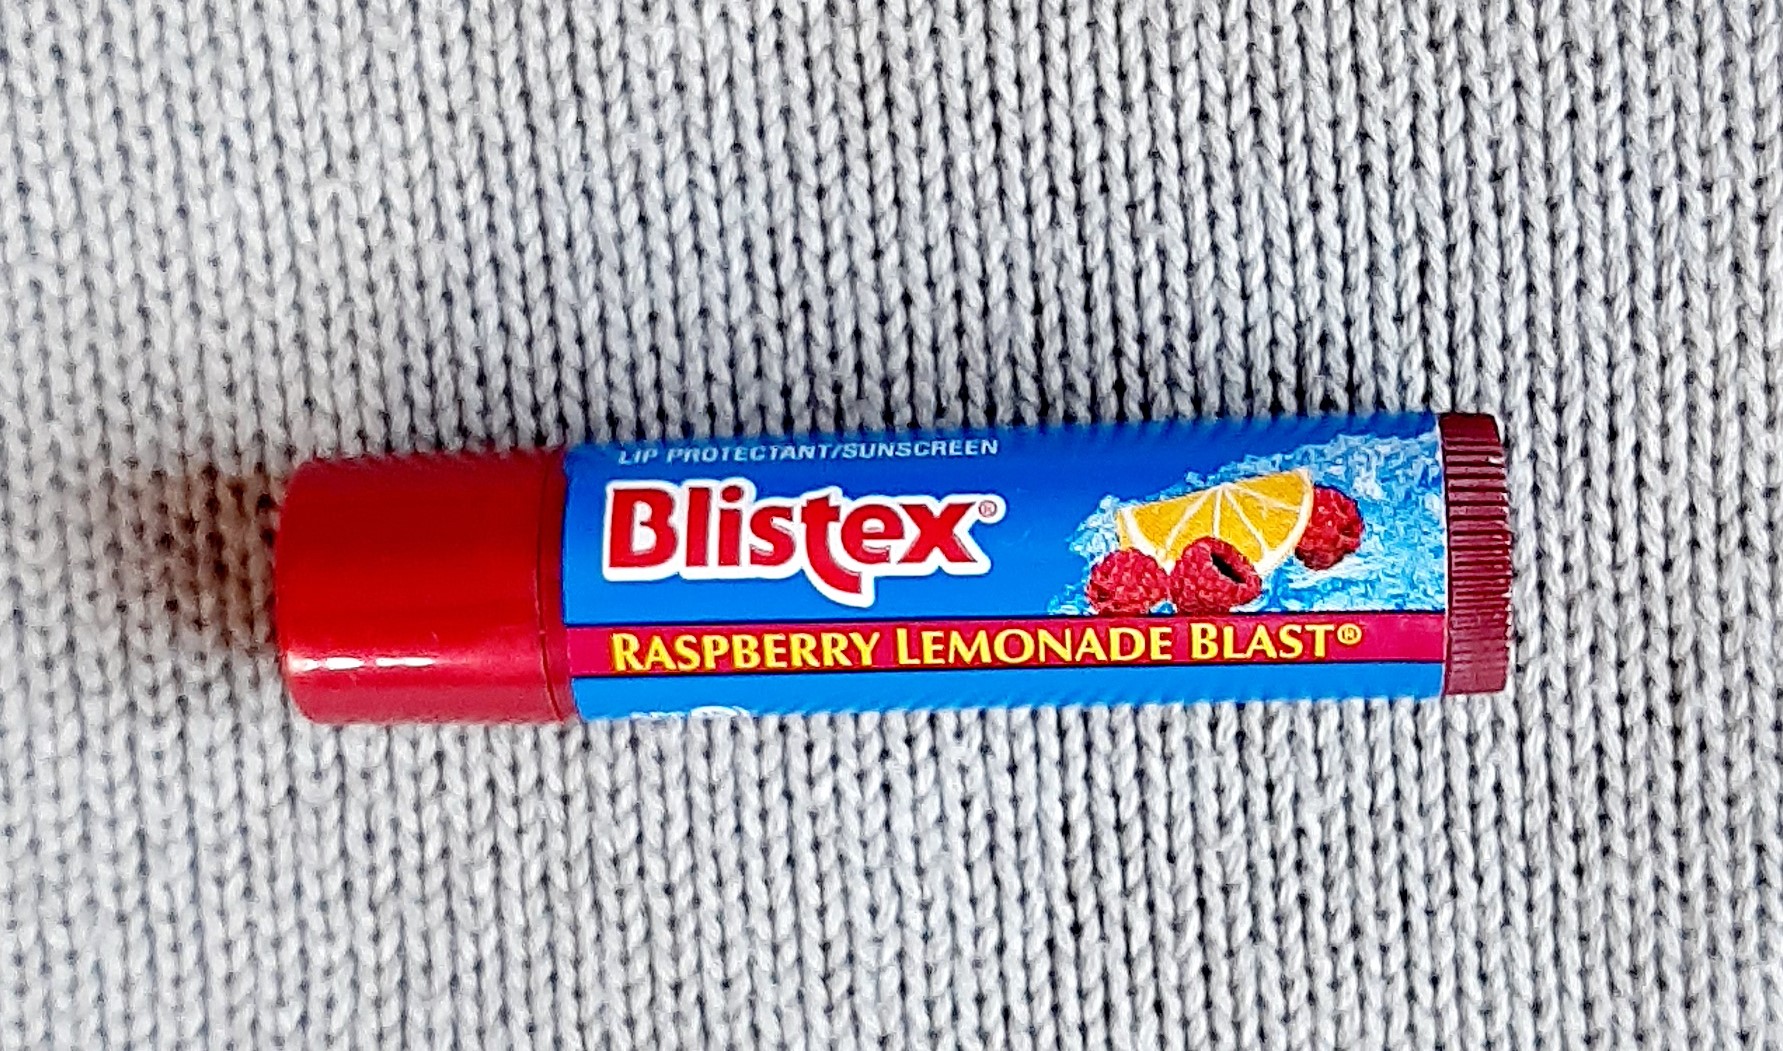 LIP PROTECTANT/SUNSCREEN
Blistex®
RASPBERRY LEMONADE BLAST®